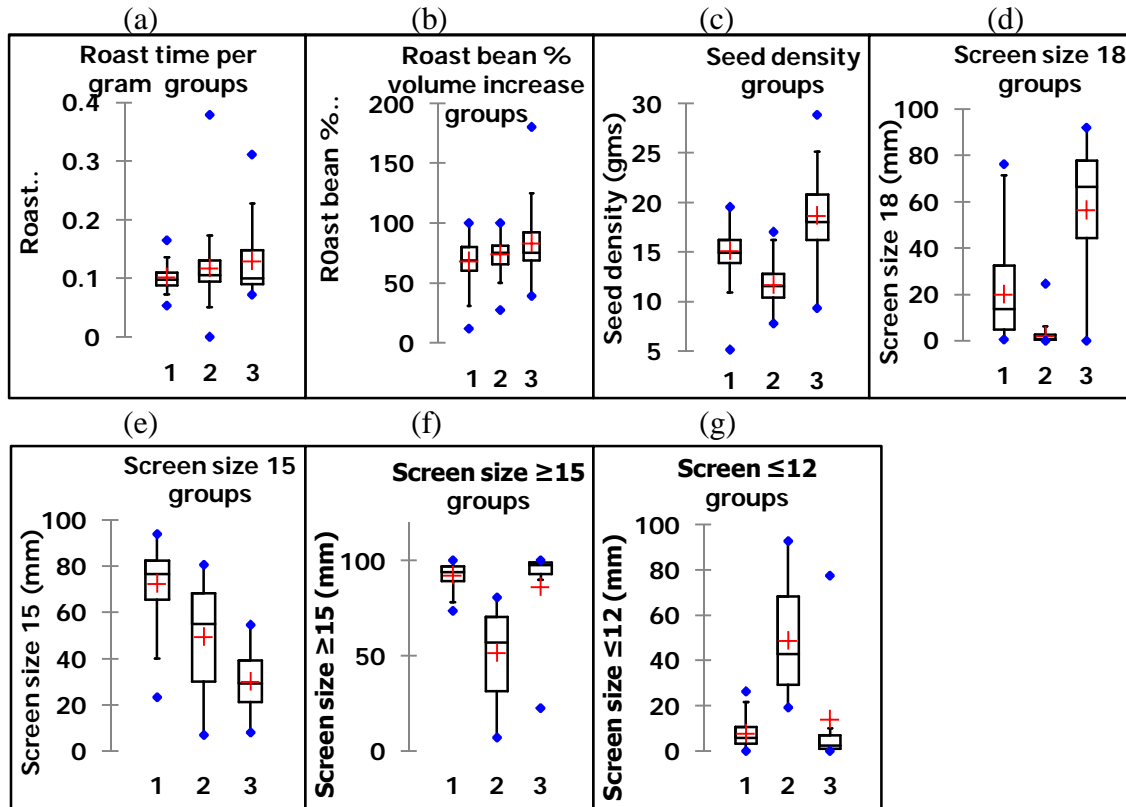 (a)
(b)
(c)
(d)
Roast time per
gram groups
0.4
0.3
0.2
0.1
0
Roast..
1 2 3
Roast bean %
volume increase
groups
200
150
100
50
0
R0ast bean %..
1 2 3
Seed density
groups
30
25
20
15
10
5
Seed density (gms)
1 2 3
Screen size 18
groups
100
80
60
40
20
0
Screen size 18 (mm)
1 2 3
(e)
(f)
(g)
Screen size 15
groups
100
80
60
40
20
0
Screen size 15 (mm)
1 2 3
Screen size ≥15
groups
100
50
0
Screen size ≥15 (mm)
1 2 3
Screen ≤12
groups
100
80
60
40
20
0
Screen size ≤12 (mm)
1 2 3